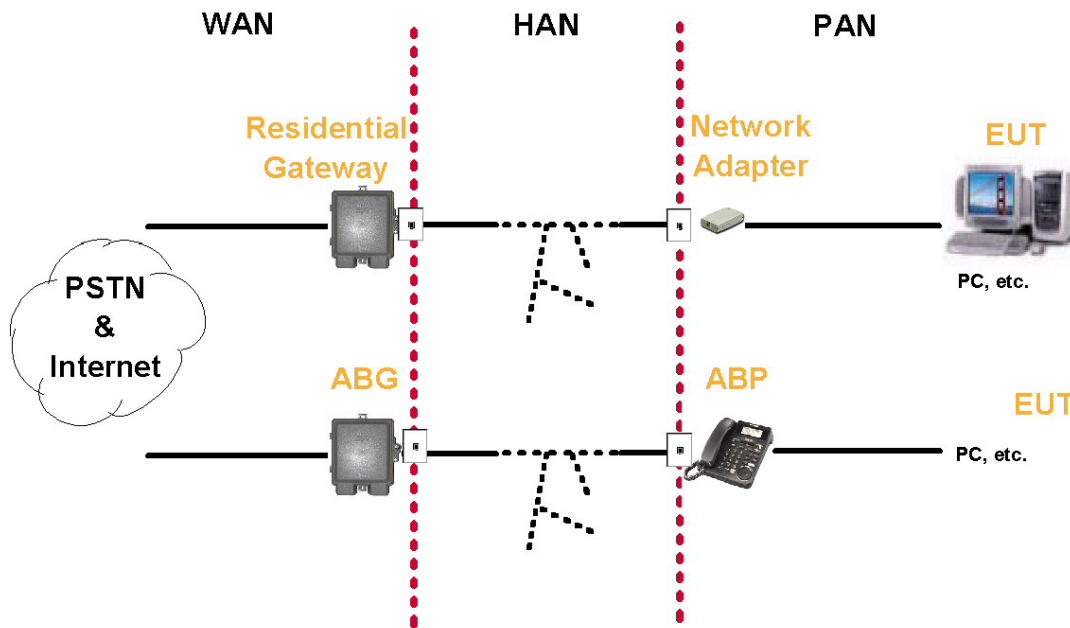 WAN
HAN
PAN
Residential
Gateway
Network
Adapter
EUT
PC, etc.
PSTN
&
Internet
ABG
ABP
EUT
PC, etc.